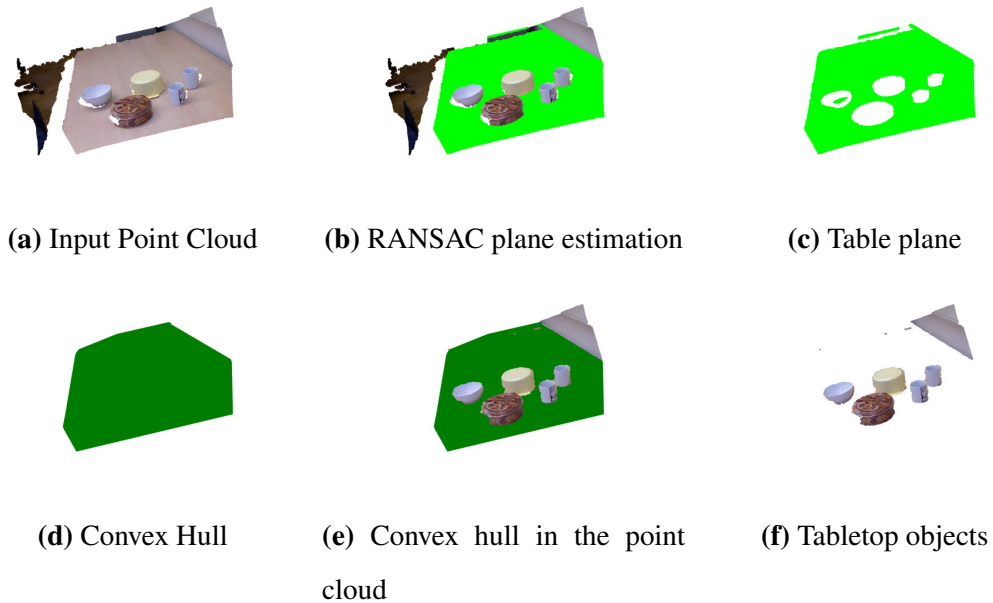 (a) Input Point Cloud
(b) RANSAC plane estimation
(c) Table plane
(d) Convex Hull
(e) Convex hull in the point
cloud
(f) Tabletop objects